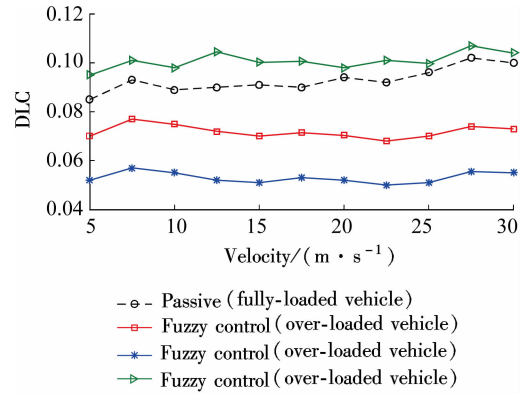 0.12
0.10
0.08
0.06
0.04
DLC
5
10
15
20
25
30
Velocity/(m · s⁻¹)
Passive (fully-loaded vehicle)
Fuzzy control (over-loaded vehicle)
Fuzzy control (over-loaded vehicle)
Fuzzy control (over-loaded vehicle)